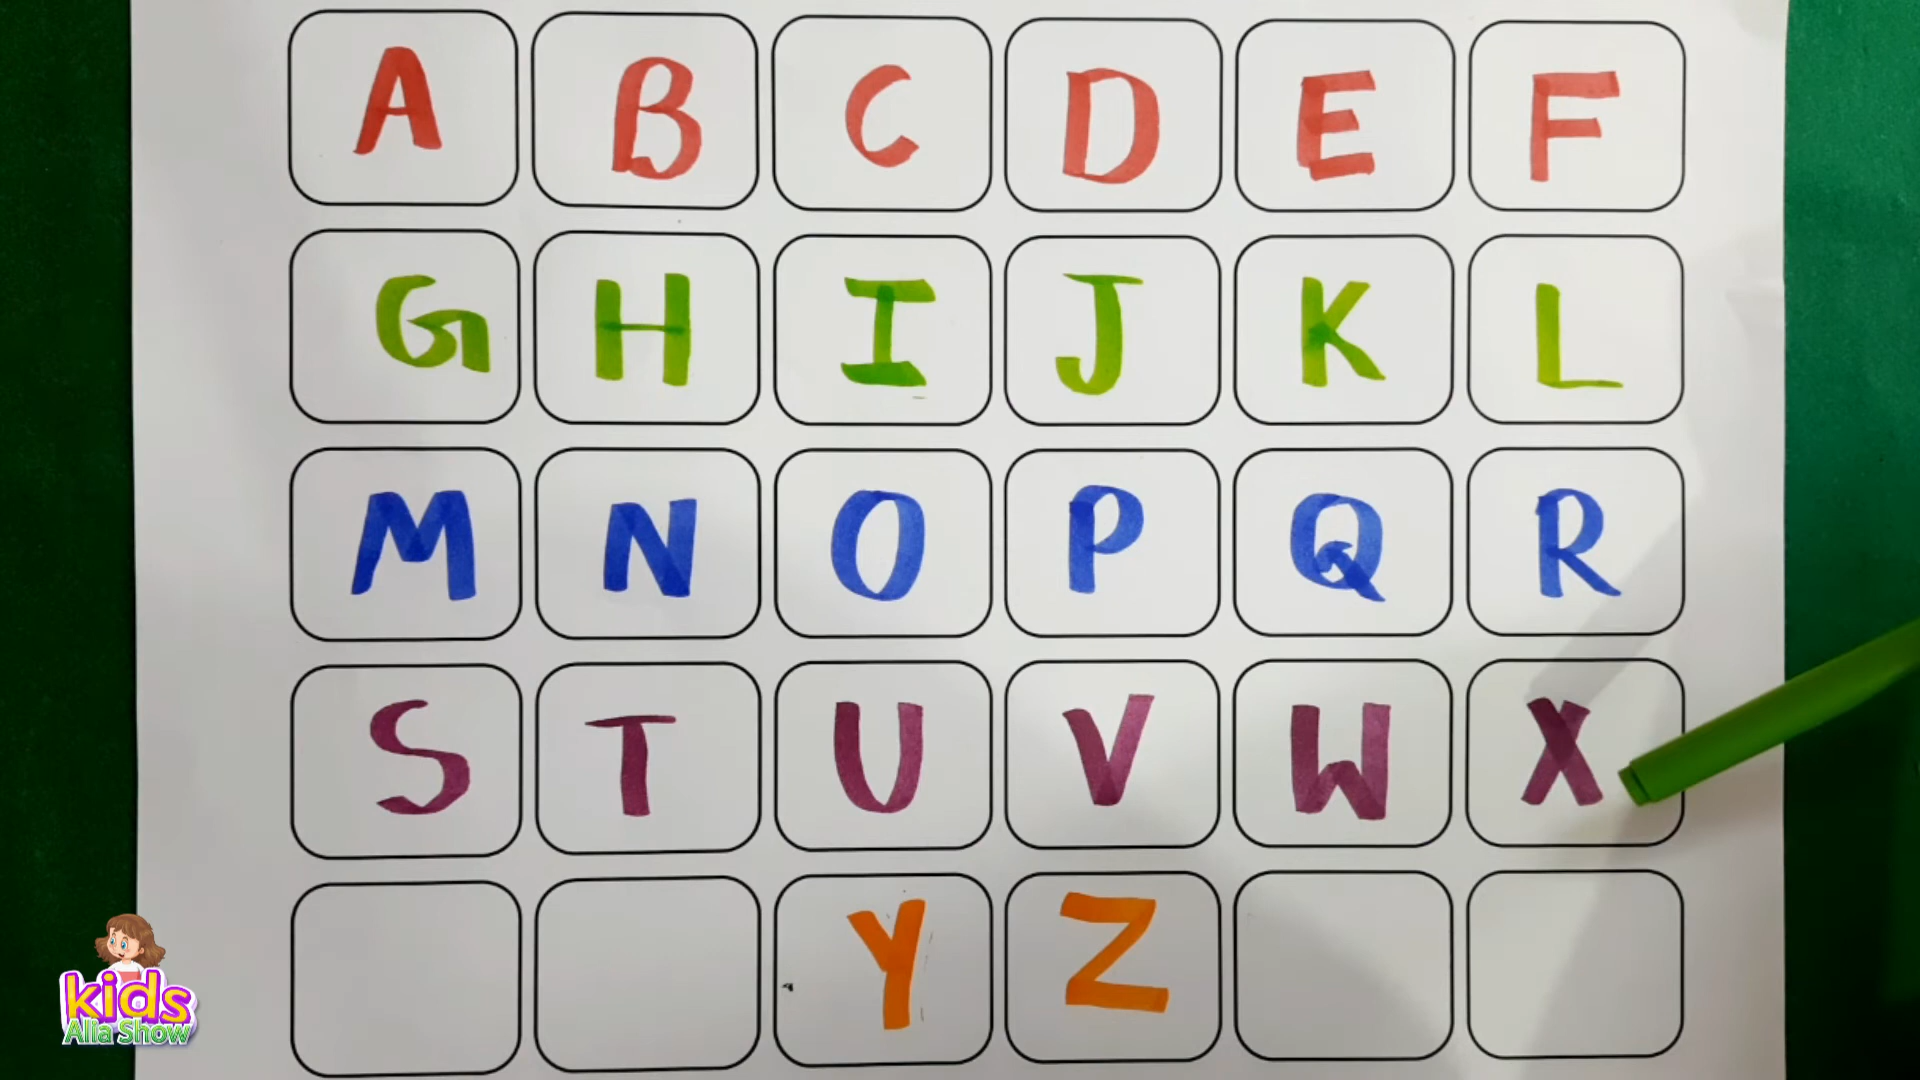 A B C D E F
G H I J K L
M N O P Q R
S T U V W X
Y Z
kids
Alia Show